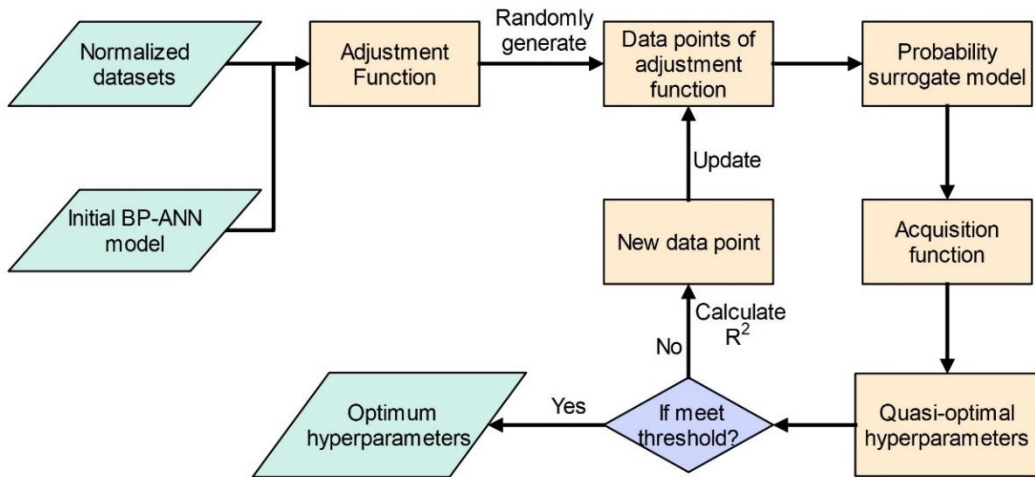 Normalized
datasets
Adjustment
Function
Randomly
generate
Data points of
adjustment
function
Probability
surrogate model
Update
Initial BP-ANN
model
New data point
Acquisition
function
Calculate
R²
No
Optimum
hyperparameters
Yes
If meet
threshold?
Quasi-optimal
hyperparameters